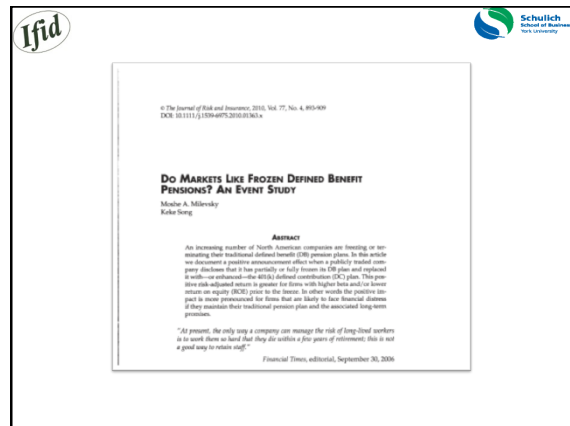 Ifid
Schulich
School of Business
York University
© The Journal of Risk and Insurance, 2010, Vol. 77, No. 4, 893-909
DOI: 10.1111/j.1539-6975.2010.01363.x
DO MARKETS LIKE FROZEN DEFINED BENEFIT
PENSIONS? AN EVENT STUDY
Moshe A. Milevsky
Keke Song
ABSTRACT
An increasing number of North American companies are freezing or ter-
minating their traditional defined benefit (DB) pension plans. In this article
we document a positive announcement effect when a publicly traded com-
pany discloses that it has partially or fully frozen its DB plan and replaced
it with—or enhanced—the 401(k) defined contribution (DC) plan. This pos-
itive risk-adjusted return is greater for firms with higher beta and/or lower
return on equity (ROE) prior to the freeze. In other words the positive im-
pact is more pronounced for firms that are likely to face financial distress
if they maintain their traditional pension plan and the associated long-term
promises.
"At present, the only way a company can manage the risk of long-lived workers
is to work them so hard that they die within a few years of retirement; this is not
a good way to retain staff."
Financial Times, editorial, September 30, 2006